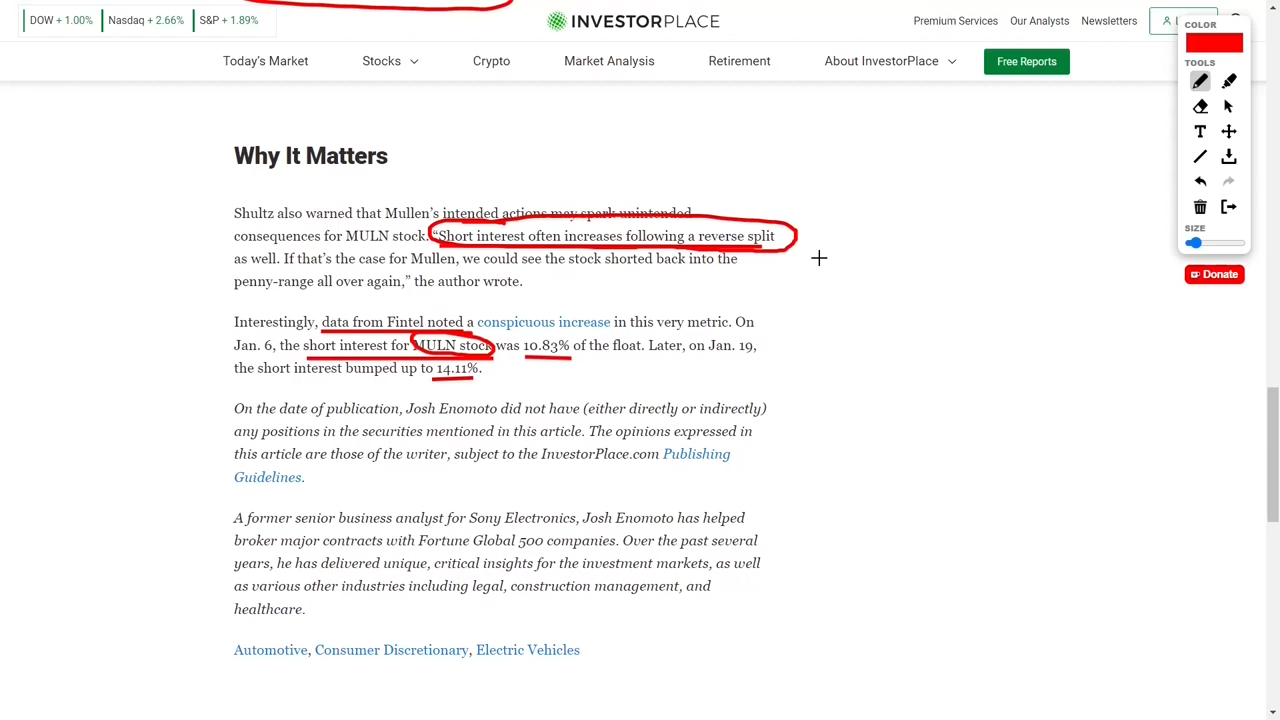 DOW + 1.00% Nasdaq + 2.66% S&P + 1.89%
INVESTORPLACE
Premium Services Our Analysts Newsletters
COLOR
TOOLS
Today's Market Stocks Crypto Market Analysis Retirement About InvestorPlace Free Reports
T
SIZE
Donate
Why It Matters
Shultz also warned that Mullen's intended actions may spark unintended
consequences for MULN stock. “Short interest often increases following a reverse split
as well. If that's the case for Mullen, we could see the stock shorted back into the
penny-range all over again,” the author wrote.
Interestingly, data from Fintel noted a conspicuous increase in this very metric. On
Jan. 6, the short interest for MULN stock was 10.83% of the float. Later, on Jan. 19,
the short interest bumped up to 14.11%.
On the date of publication, Josh Enomoto did not have (either directly or indirectly)
any positions in the securities mentioned in this article. The opinions expressed in
this article are those of the writer, subject to the InvestorPlace.com Publishing
Guidelines.
A former senior business analyst for Sony Electronics, Josh Enomoto has helped
broker major contracts with Fortune Global 500 companies. Over the past several
years, he has delivered unique, critical insights for the investment markets, as well
as various other industries including legal, construction management, and
healthcare.
Automotive, Consumer Discretionary, Electric Vehicles